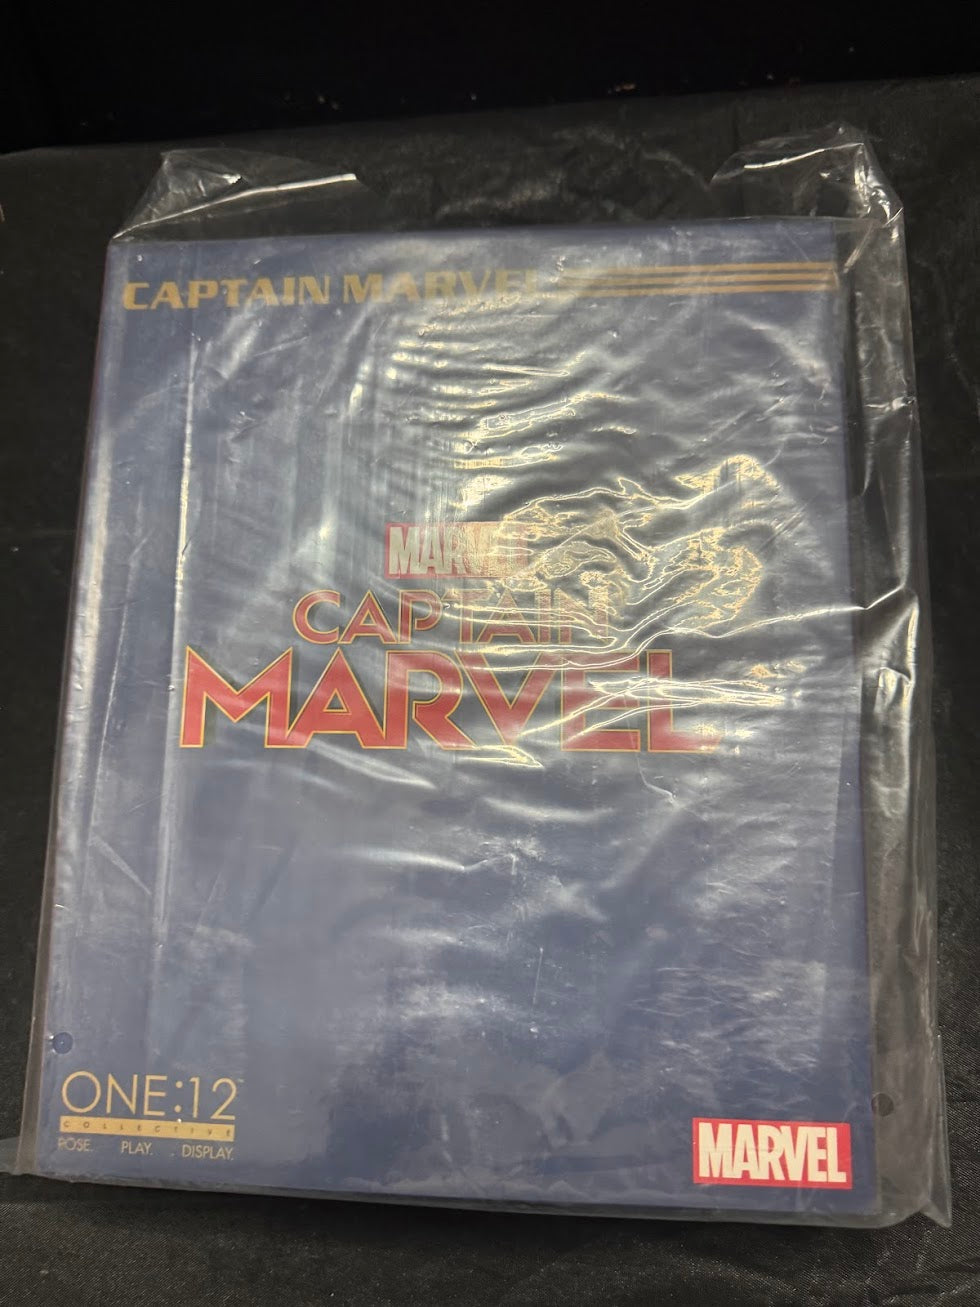 CAPTAIN MARVEL
MARVEL
CAPTAIN
MARVEL
ONE:12
COLLECTIVE
POSE. PLAY. DISPLAY.
MARVEL